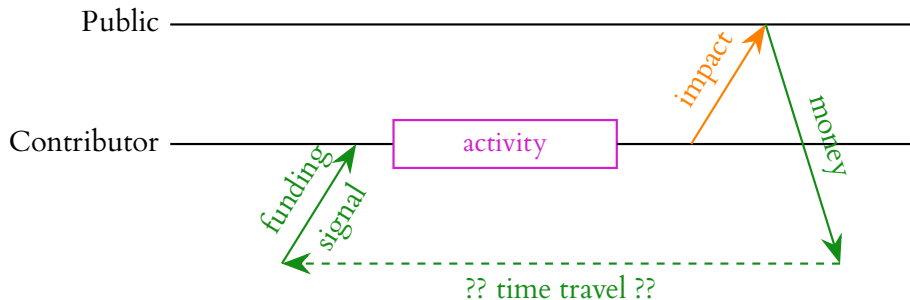 Public
impact
money
Contributor
activity
funding
signal
?? time travel ??